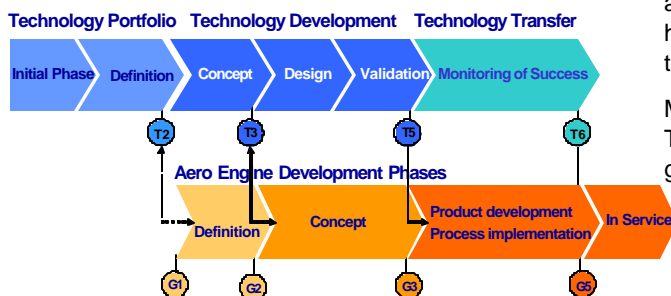 Technology Portfolio Technology Development Technology Transfer
Initial Phase Definition Concept Design Validation Monitoring of Success
T2 T3 T5 T6
Aero Engine Development Phases
Definition Concept Product development
Process implementation In Service
G1 G2 G3 G5
a
h
t
M
T
g